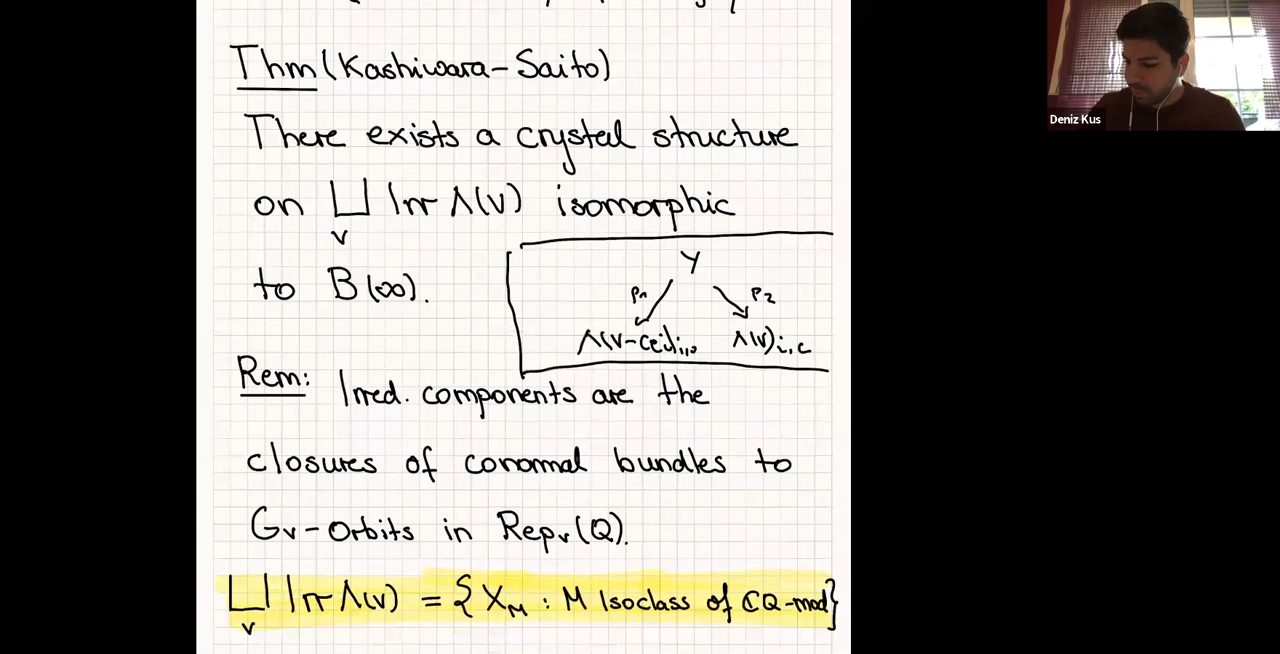 Thm (Kashiwara-Saito)
There exists a crystal structure
on ⊔ Irr Λ(v) isomorphic
v
to B(∞).
Y
p₁ p₂
Λ(v-ceᵢ)ᵢ,₀ Λ(v)ᵢ,c
Rem: Irred. components are the
closures of conormal bundles to
Gv-Orbits in Repv(Q).
⊔ Irr Λ(v) = { X_M : M Isoclass of ℂQ-mod}
v
Deniz Kus